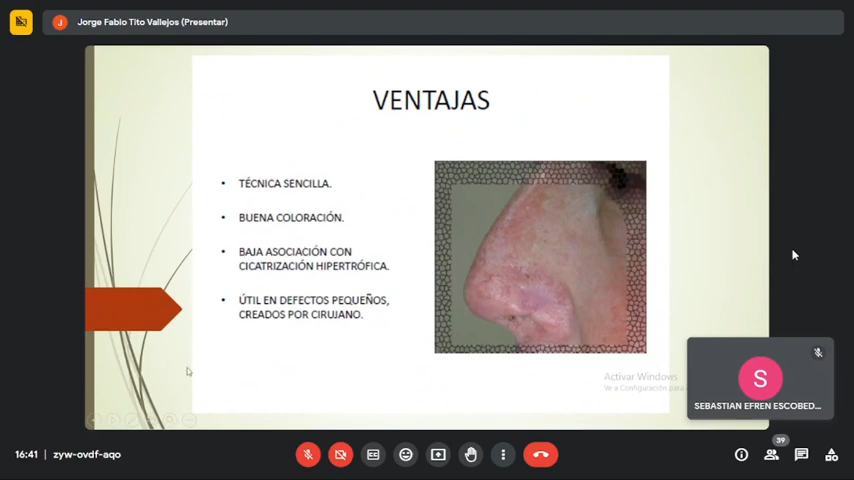 Jorge Fabio Tito Vallejos (Presentar)
VENTAJAS
• TÉCNICA SENCILLA.
• BUENA COLORACIÓN.
• BAJA ASOCIACIÓN CON
CICATRIZACIÓN HIPERTRÓFICA.
• ÚTIL EN DEFECTOS PEQUEÑOS,
CREADOS POR CIRUJANO.
Activar Windows
Ve a Configuración para
S
SEBASTIAN EFREN ESCOBED...
16:41 | zyw-ovdf-aqo
39